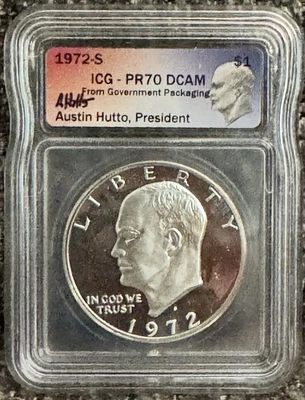 1972-S $1
ICG - PR70 DCAM
From Government Packaging
Austin Hutto, President
LIBERTY
IN GOD WE
TRUST
1972